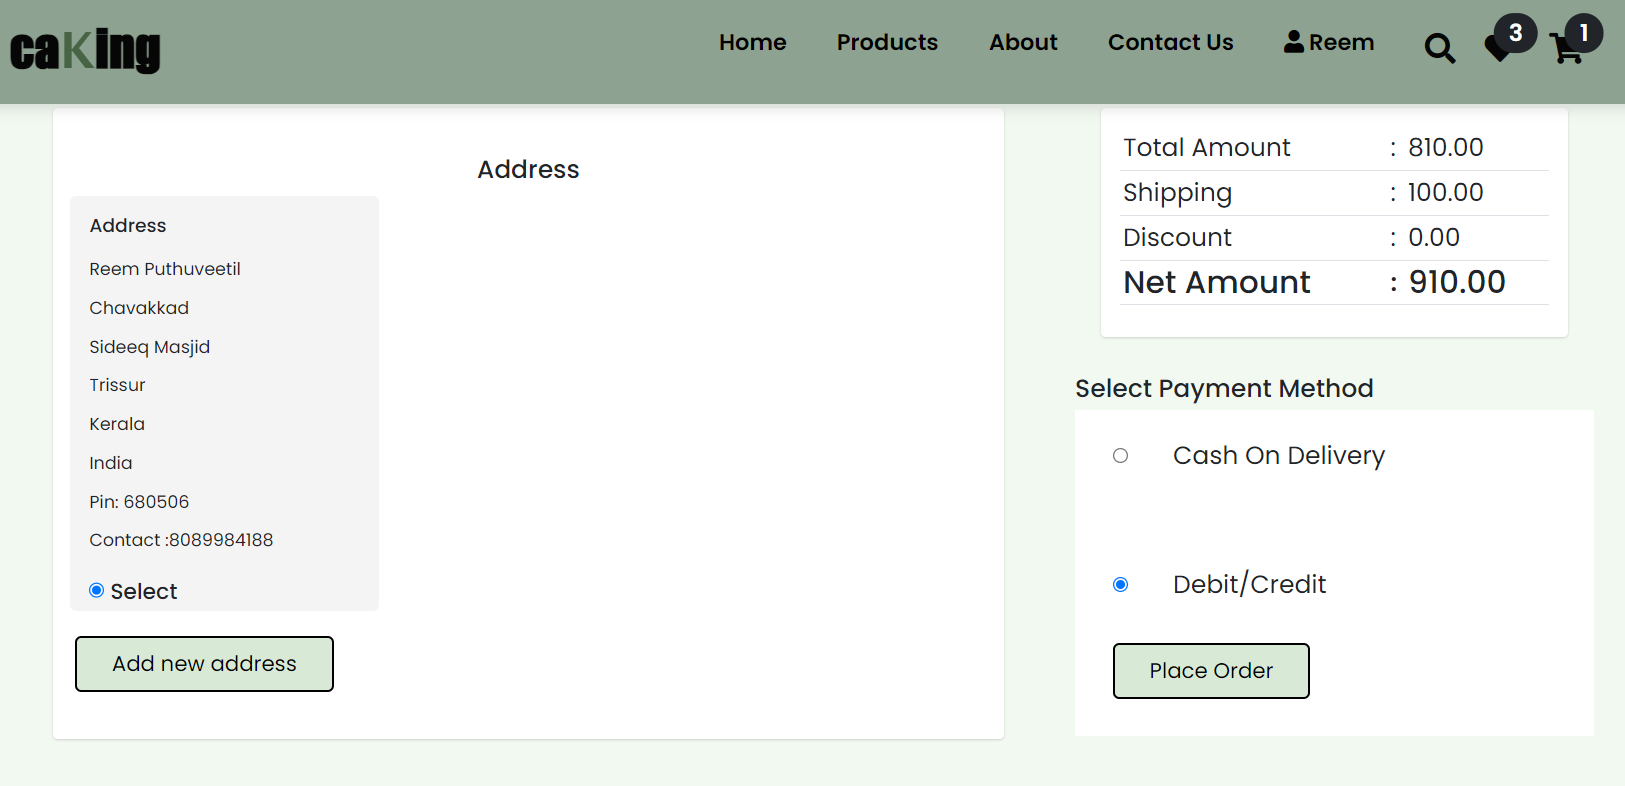 caKing
Home Products About Contact Us Reem 3 1
Address
Address
Reem Puthuveetil
Chavakkad
Sideeq Masjid
Trissur
Kerala
India
Pin: 680506
Contact :8089984188
Select
Add new address
Total Amount : 810.00
Shipping : 100.00
Discount : 0.00
Net Amount : 910.00
Select Payment Method
Cash On Delivery
Debit/Credit
Place Order